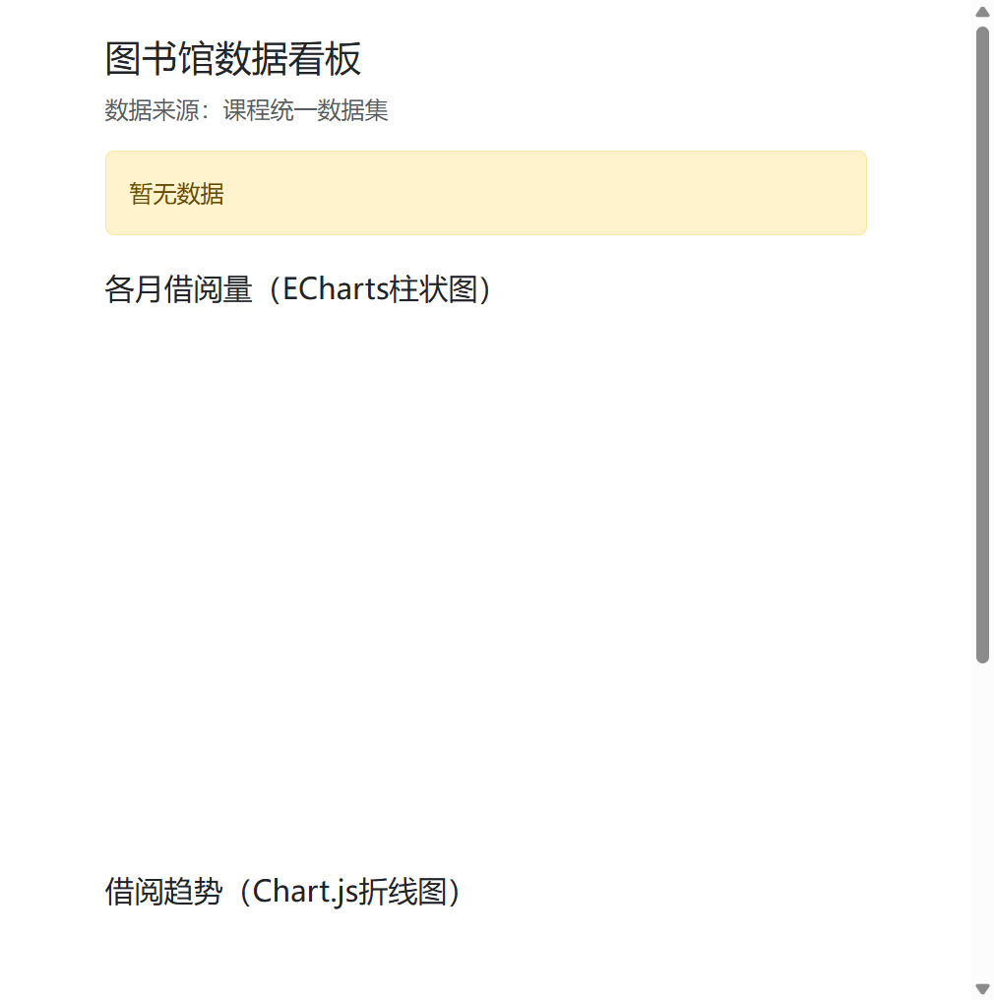 图书馆数据看板
数据来源：课程统一数据集
暂无数据
各月借阅量（ECharts柱状图）
借阅趋势（Chart.js折线图）